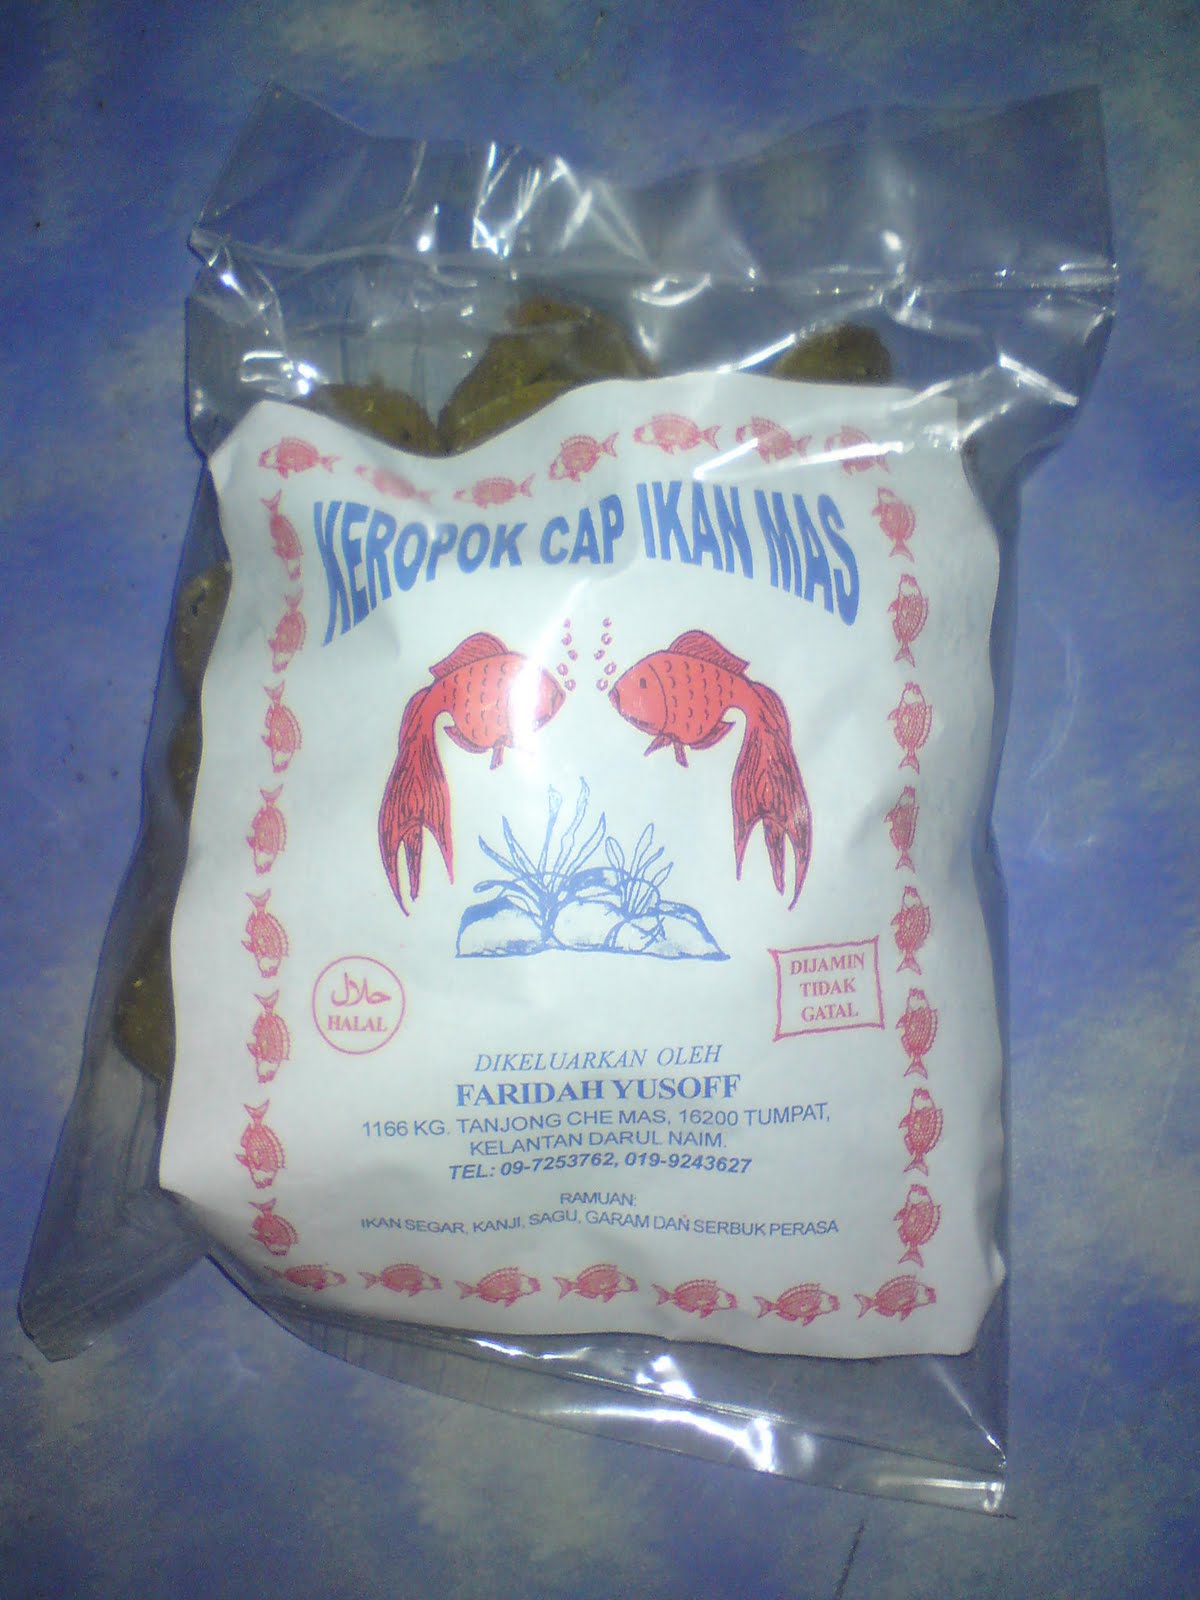 KEROPOK CAP IKAN MAS
حلال
HALAL
DIJAMIN
TIDAK
GATAL
DIKELUARKAN OLEH
FARIDAH YUSOFF
1166 KG. TANJONG CHE MAS, 16200 TUMPAT,
KELANTAN DARUL NAIM.
TEL: 09-7253762, 019-9243627
RAMUAN:
IKAN SEGAR, KANJI, SAGU, GARAM DAN SERBUK PERASA